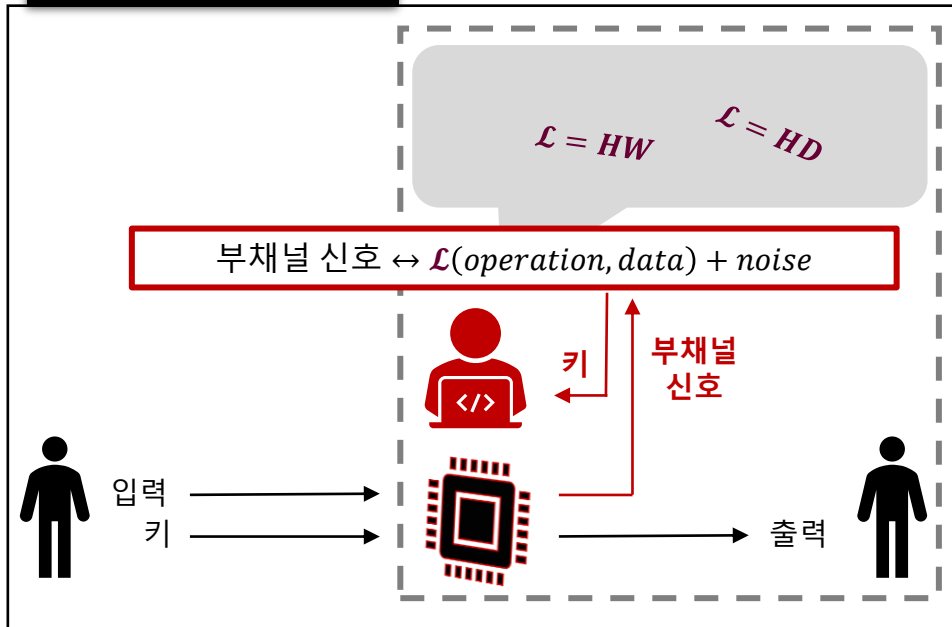 𝓛 = HW
𝓛 = HD
부채널 신호 ↔ 𝓛(operation, data) + noise
키
부채널
신호
</>
입력
키
출력